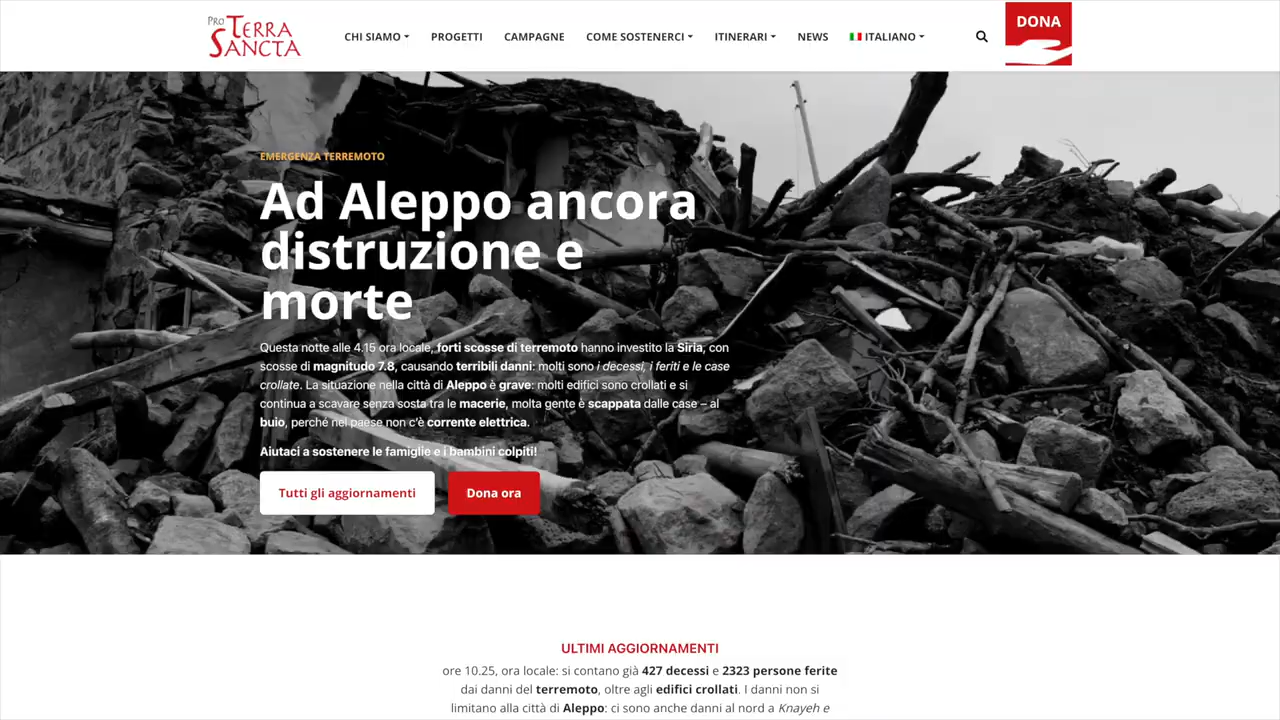 PRO TERRA
SANCTA
CHI SIAMO
PROGETTI
CAMPAGNE
COME SOSTENERCI
ITINERARI
NEWS
ITALIANO
DONA
EMERGENZA TERREMOTO
Ad Aleppo ancora
distruzione e
morte
Questa notte alle 4.15 ora locale, forti scosse di terremoto hanno investito la Siria, con
scosse di magnitudo 7.8, causando terribili danni: molti sono i decessi, i feriti e le case
crollate. La situazione nella città di Aleppo è grave: molti edifici sono crollati e si
continua a scavare senza sosta tra le macerie, molta gente è scappata dalle case – al
buio, perché nel paese non c'è corrente elettrica.
Aiutaci a sostenere le famiglie e i bambini colpiti!
Tutti gli aggiornamenti
Dona ora
ULTIMI AGGIORNAMENTI
ore 10.25, ora locale: si contano già 427 decessi e 2323 persone ferite
dai danni del terremoto, oltre agli edifici crollati. I danni non si
limitano alla città di Aleppo: ci sono anche danni al nord a Knayeh e